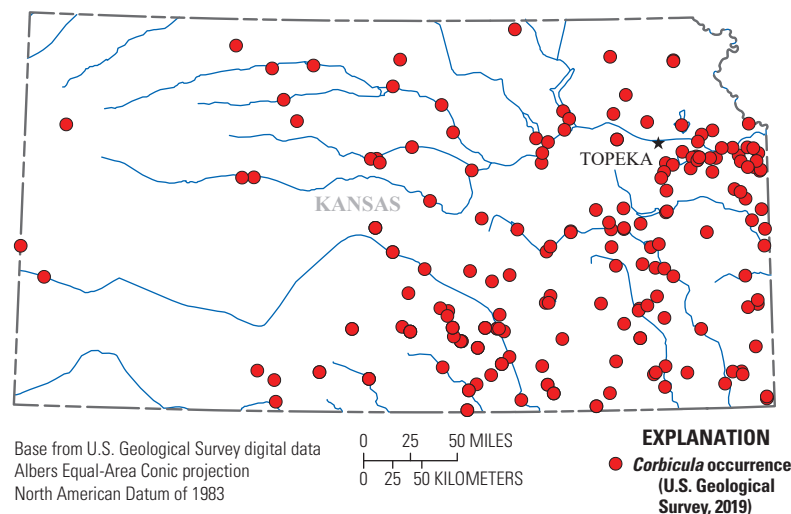 TOPEKA
KANSAS
Base from U.S. Geological Survey digital data
Albers Equal-Area Conic projection
North American Datum of 1983
0 25 50 MILES
0 25 50 KILOMETERS
EXPLANATION
Corbicula occurrence
(U.S. Geological
Survey, 2019)